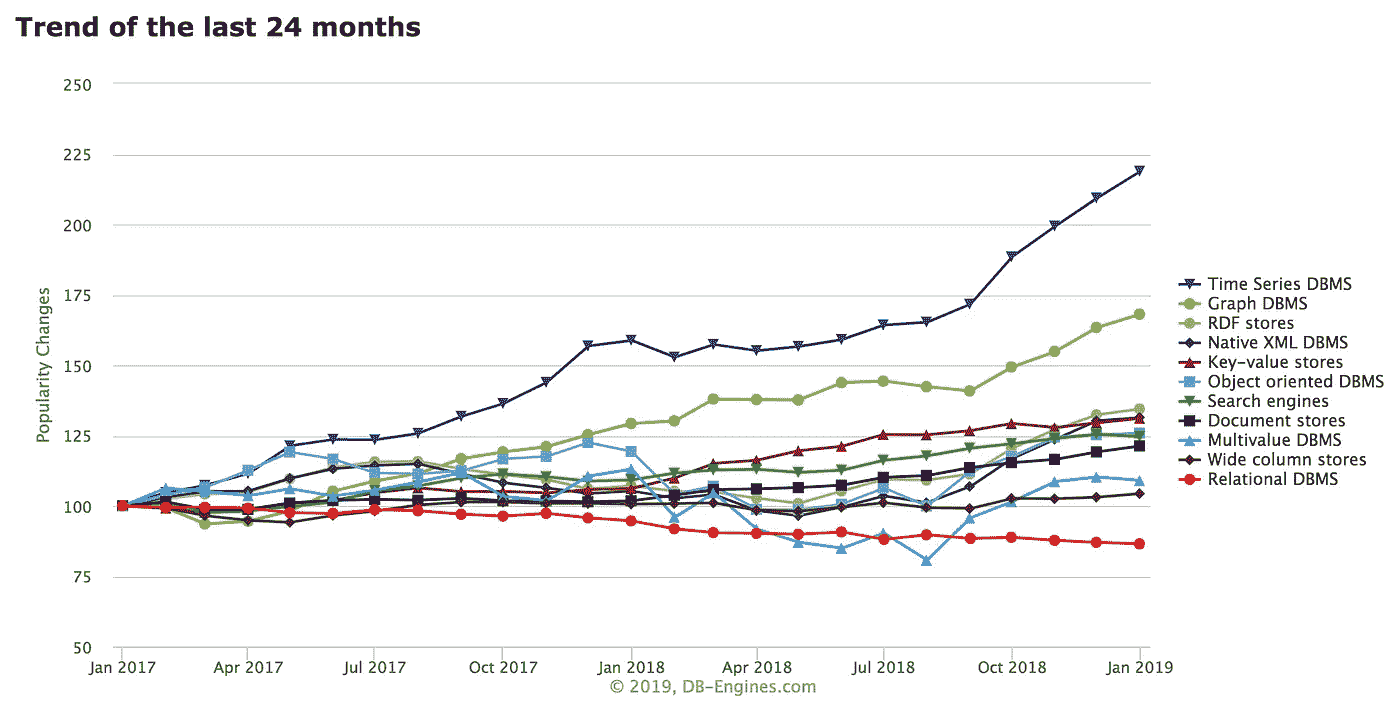 Trend of the last 24 months
250
225
200
175
150
125
100
75
50
Popularity Changes
Jan 2017 Apr 2017 Jul 2017 Oct 2017 Jan 2018 Apr 2018 Jul 2018 Oct 2018 Jan 2019
© 2019, DB-Engines.com
Time Series DBMS
Graph DBMS
RDF stores
Native XML DBMS
Key-value stores
Object oriented DBMS
Search engines
Document stores
Multivalue DBMS
Wide column stores
Relational DBMS